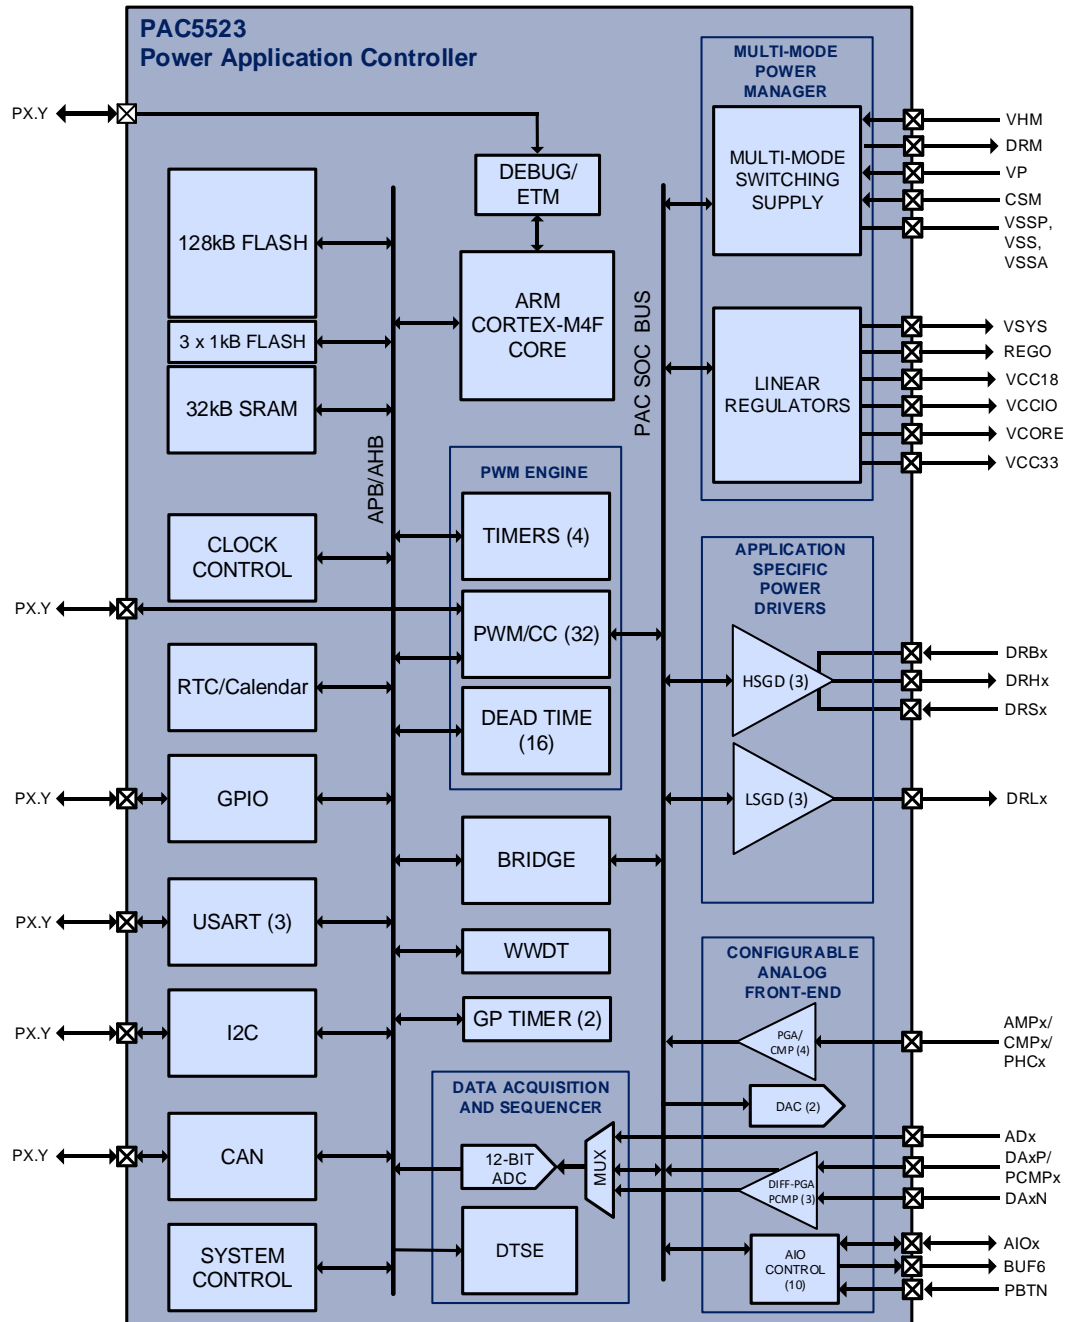 PAC5523
Power Application Controller
PX.Y
DEBUG/
ETM
128kB FLASH
3 x 1kB FLASH
32kB SRAM
ARM
CORTEX-M4F
CORE
APB/AHB
PAC SOC BUS
MULTI-MODE
POWER
MANAGER
MULTI-MODE
SWITCHING
SUPPLY
VHM
DRM
VP
CSM
VSSP,
VSS,
VSSA
LINEAR
REGULATORS
VSYS
REGO
VCC18
VCCIO
VCORE
VCC33
CLOCK
CONTROL
PX.Y
RTC/Calendar
PWM ENGINE
TIMERS (4)
PWM/CC (32)
DEAD TIME
(16)
APPLICATION
SPECIFIC
POWER
DRIVERS
HSGD (3)
DRBx
DRHx
DRSx
LSGD (3)
DRLx
PX.Y
GPIO
BRIDGE
PX.Y
USART (3)
WWDT
PX.Y
I2C
GP TIMER (2)
CONFIGURABLE
ANALOG
FRONT-END
PGA/
CMP (4)
AMPx/
CMPx/
PHCx
DAC (2)
PX.Y
CAN
DATA ACQUISITION
AND SEQUENCER
12-BIT
ADC
MUX
DTSE
ADx
DIFF-PGA
PCMP (3)
DAxP/
PCMPx
DAxN
SYSTEM
CONTROL
AIO
CONTROL
(10)
AIOx
BUF6
PBTN